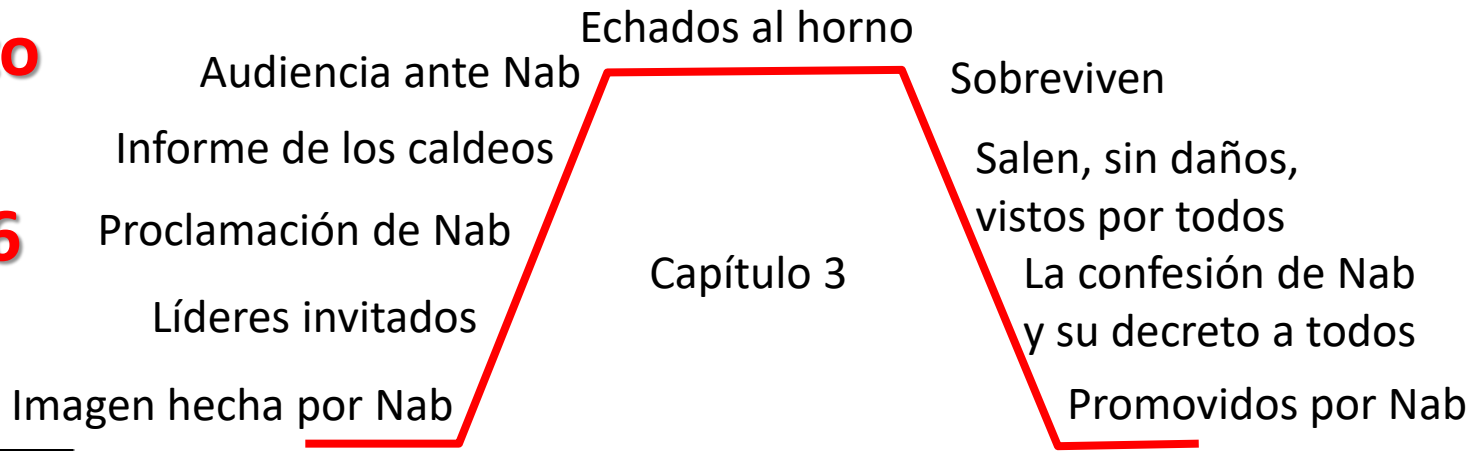 Echados al horno
Audiencia ante Nab
Sobreviven
Informe de los caldeos
Salen, sin daños,
vistos por todos
Proclamación de Nab
6
Capítulo 3
La confesión de Nab
y su decreto a todos
Líderes invitados
Imagen hecha por Nab
Promovidos por Nab